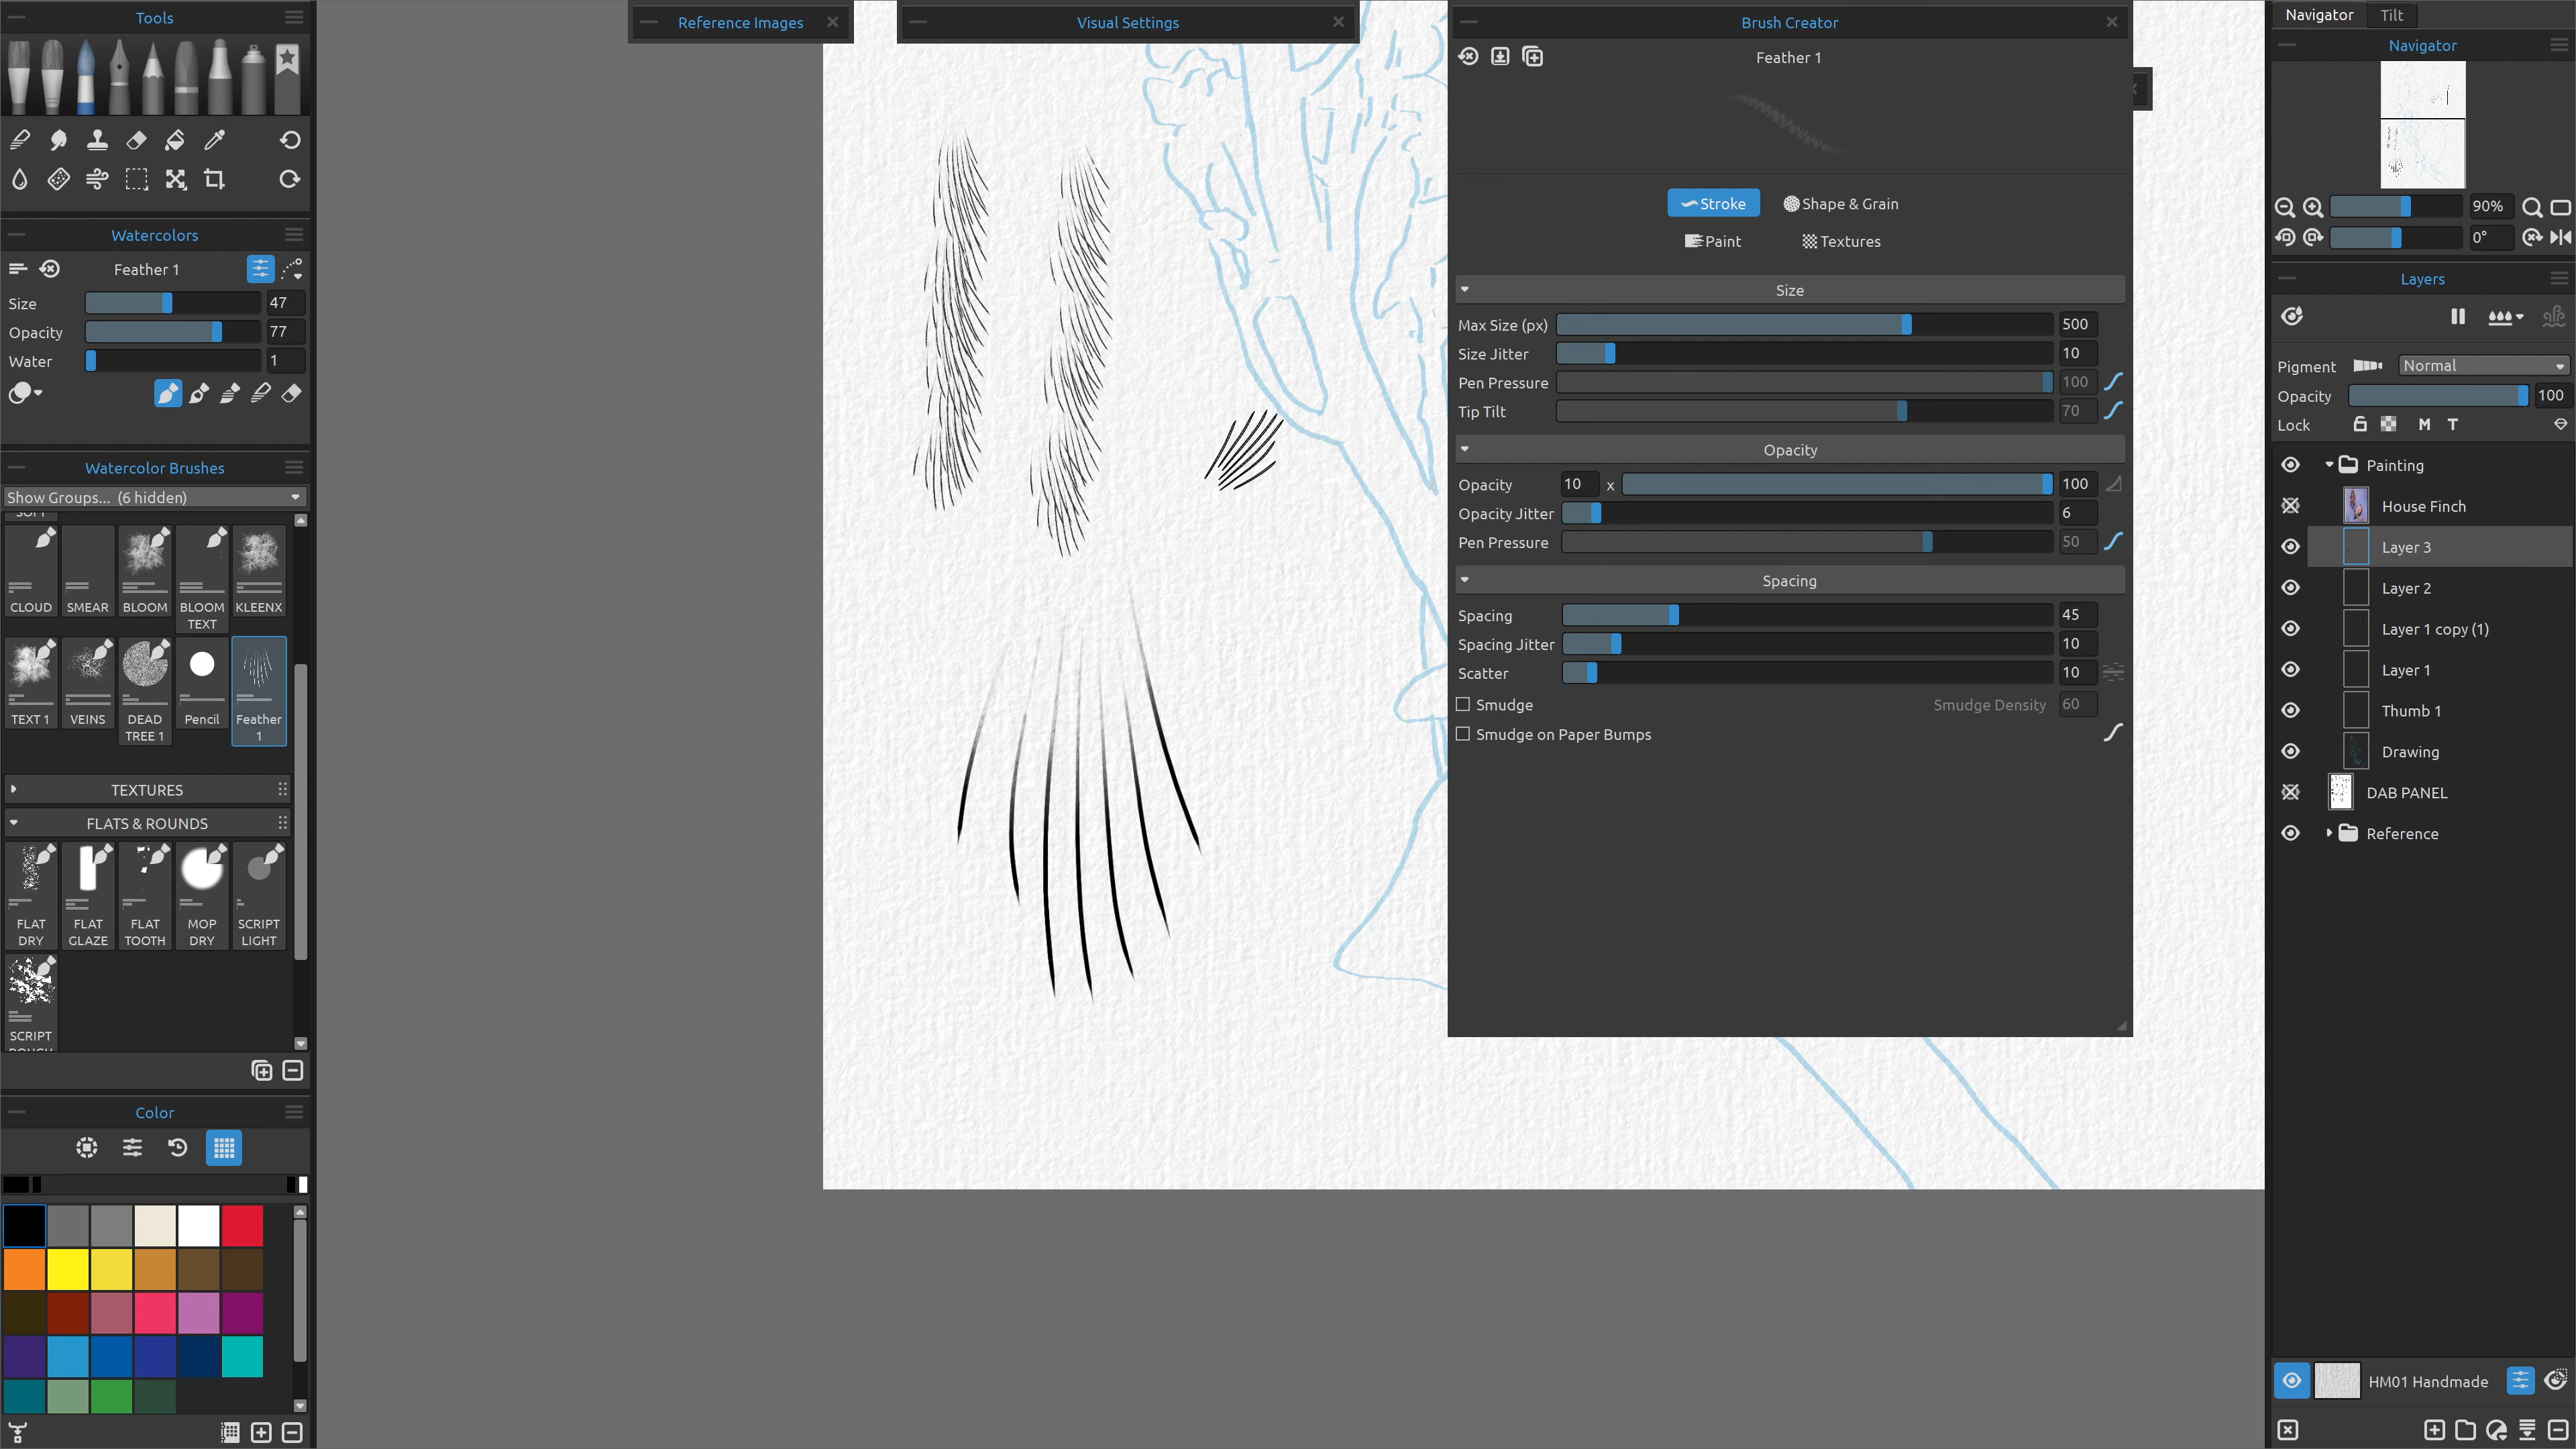 Tools
Watercolors
Feather 1
Size 47
Opacity 77
Water 1
Watercolor Brushes
Show Groups... (6 hidden)
CLOUD SMEAR BLOOM BLOOM TEXT KLEENX
TEXT 1 VEINS DEAD TREE 1 Pencil Feather 1
TEXTURES
FLATS & ROUNDS
FLAT DRY FLAT GLAZE FLAT TOOTH MOP DRY SCRIPT LIGHT
SCRIPT
Color
Reference Images
Visual Settings
Brush Creator
Feather 1
Stroke Shape & Grain
Paint Textures
Size
Max Size (px) 500
Size Jitter 10
Pen Pressure 100
Tip Tilt 70
Opacity
Opacity 10 x 100
Opacity Jitter 6
Pen Pressure 50
Spacing
Spacing 45
Spacing Jitter 10
Scatter 10
Smudge Smudge Density 60
Smudge on Paper Bumps
Navigator Tilt
Navigator
90%
0°
Layers
Pigment Normal
Opacity 100
Lock M T
Painting
House Finch
Layer 3
Layer 2
Layer 1 copy (1)
Layer 1
Thumb 1
Drawing
DAB PANEL
Reference
HM01 Handmade